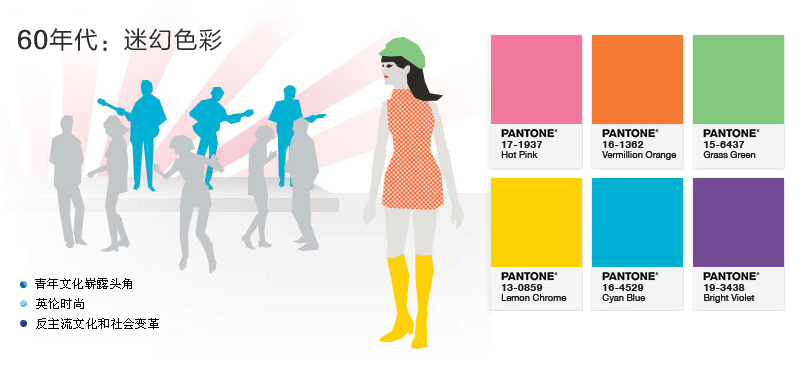 60年代：迷幻色彩
青年文化崭露头角
英伦时尚
反主流文化和社会变革
PANTONE®
17-1937
Hot Pink
PANTONE®
16-1362
Vermillion Orange
PANTONE®
15-6437
Grass Green
PANTONE®
13-0859
Lemon Chrome
PANTONE®
16-4529
Cyan Blue
PANTONE®
19-3438
Bright Violet